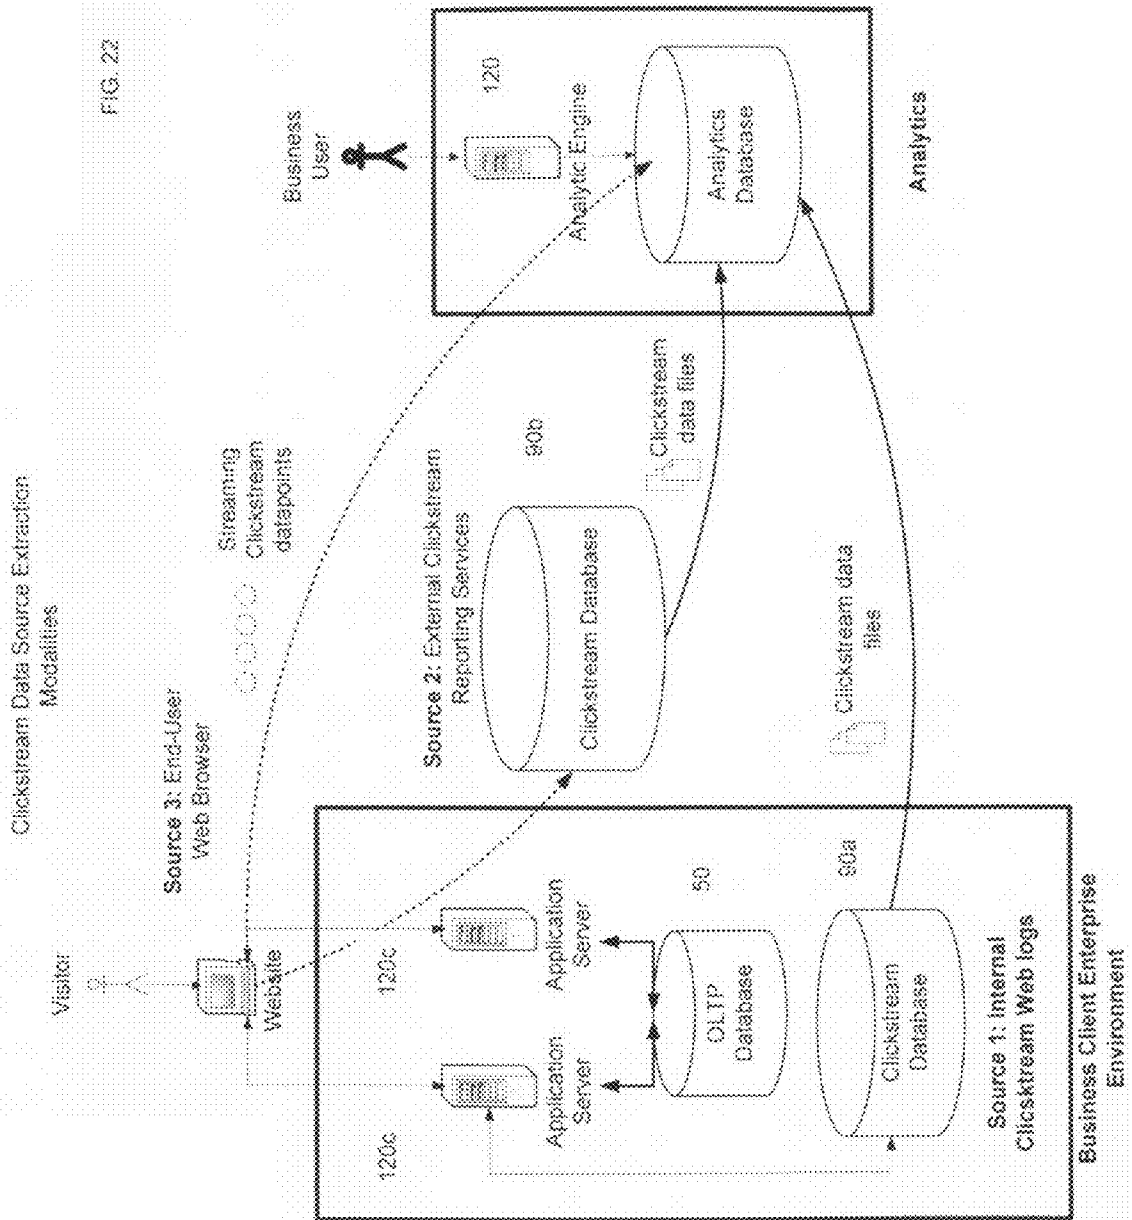 FIG. 22
Clickstream Data Source Extraction
Modalities
Visitor
Source 3: End-User
Web Browser
Website
Streaming
Clickstream
datapoints
Business
User
120
Analytic Engine
Analytics
Database
Analytics
Source 2: External Clickstream
Reporting Services
90b
Clickstream Database
Clickstream
data files
120c
Application
Server
120c
Application
Server
50
OLTP
Database
90a
Clickstream
Database
Clickstream data
files
Source 1: Internal
Clicsktream Web logs
Business Client Enterprise
Environment